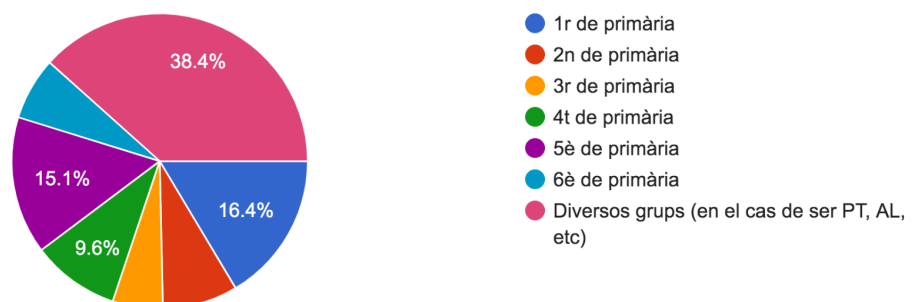 38.4%
16.4%
9.6%
15.1%
1r de primària
2n de primària
3r de primària
4t de primària
5è de primària
6è de primària
Diversos grups (en el cas de ser PT, AL,
etc)